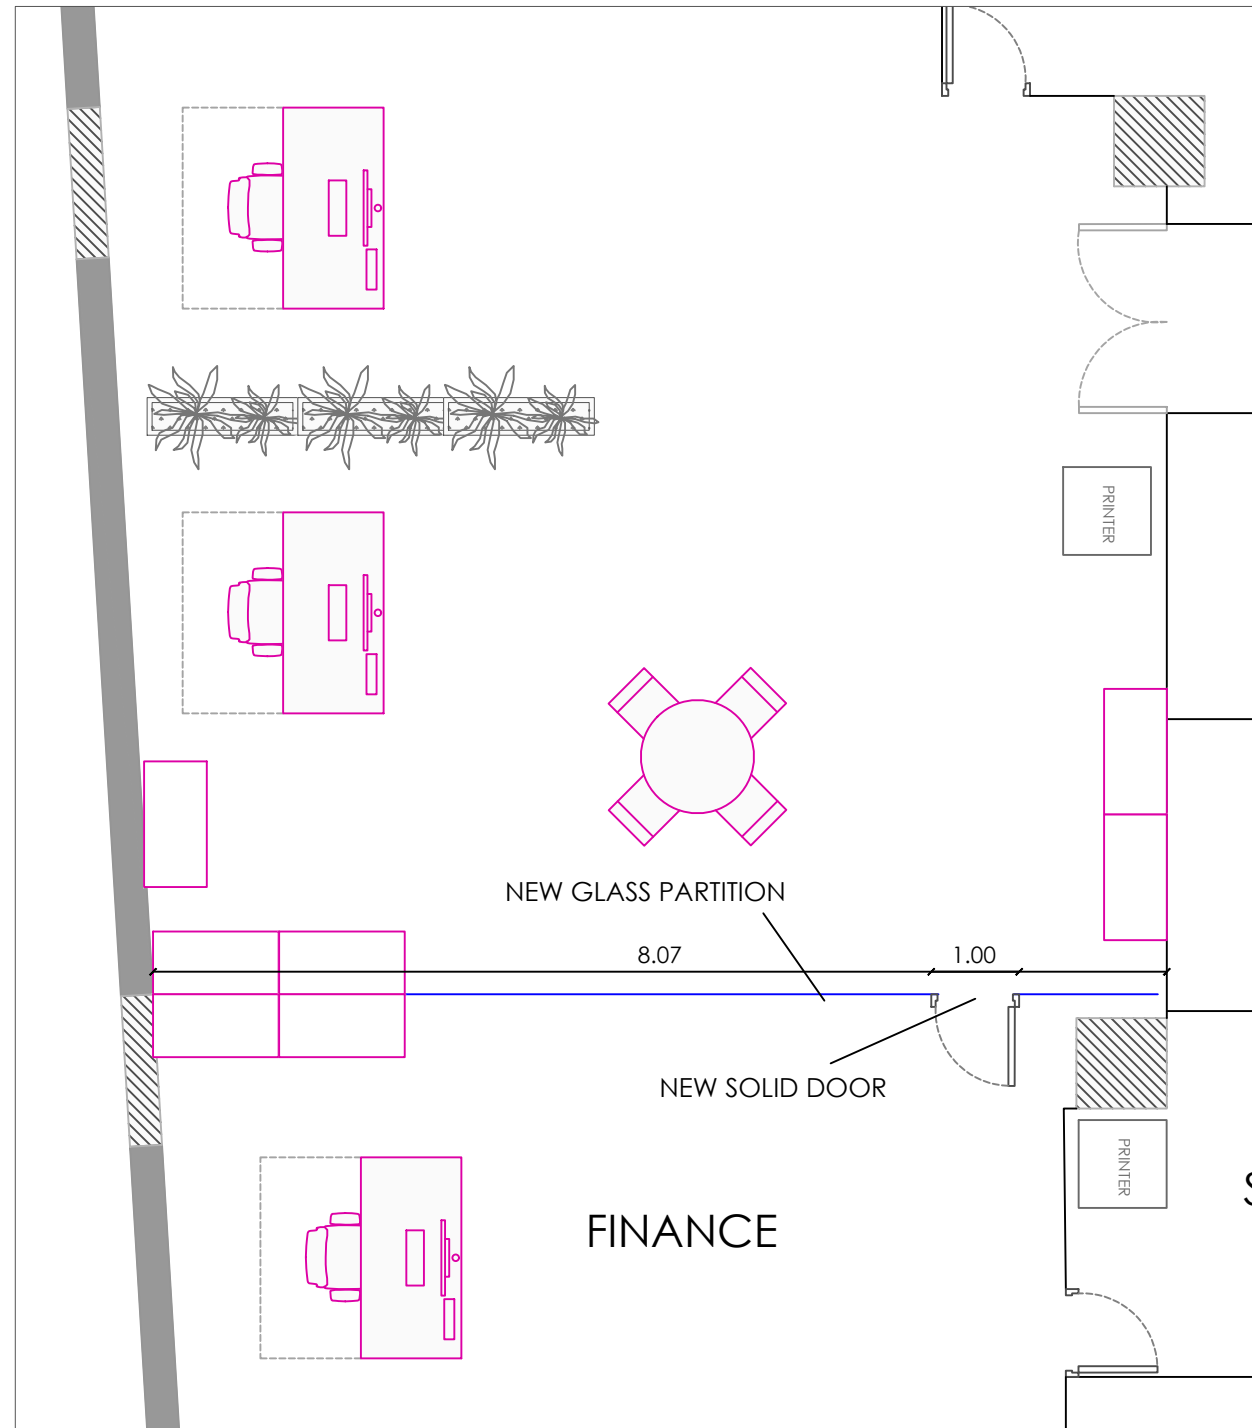 PRINTER
NEW GLASS PARTITION
8.07
1.00
NEW SOLID DOOR
PRINTER
FINANCE